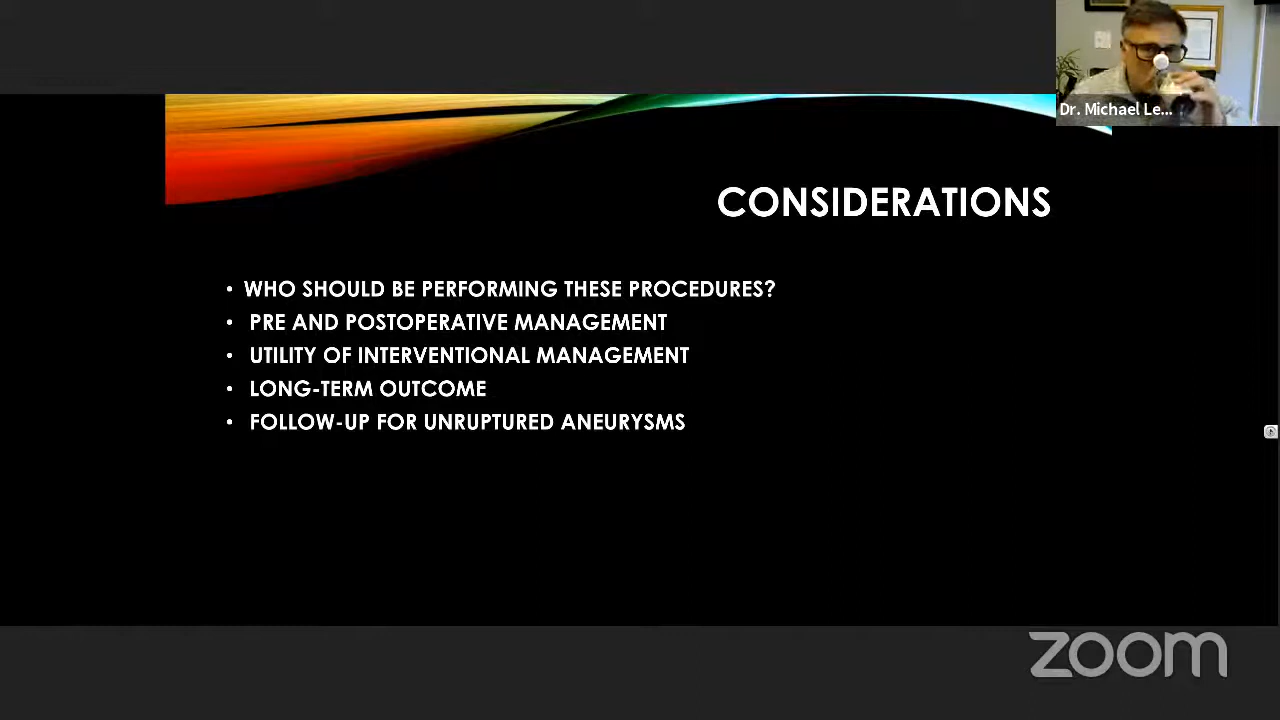 Dr. Michael Le...
CONSIDERATIONS
• WHO SHOULD BE PERFORMING THESE PROCEDURES?
• PRE AND POSTOPERATIVE MANAGEMENT
• UTILITY OF INTERVENTIONAL MANAGEMENT
• LONG-TERM OUTCOME
• FOLLOW-UP FOR UNRUPTURED ANEURYSMS
zoom